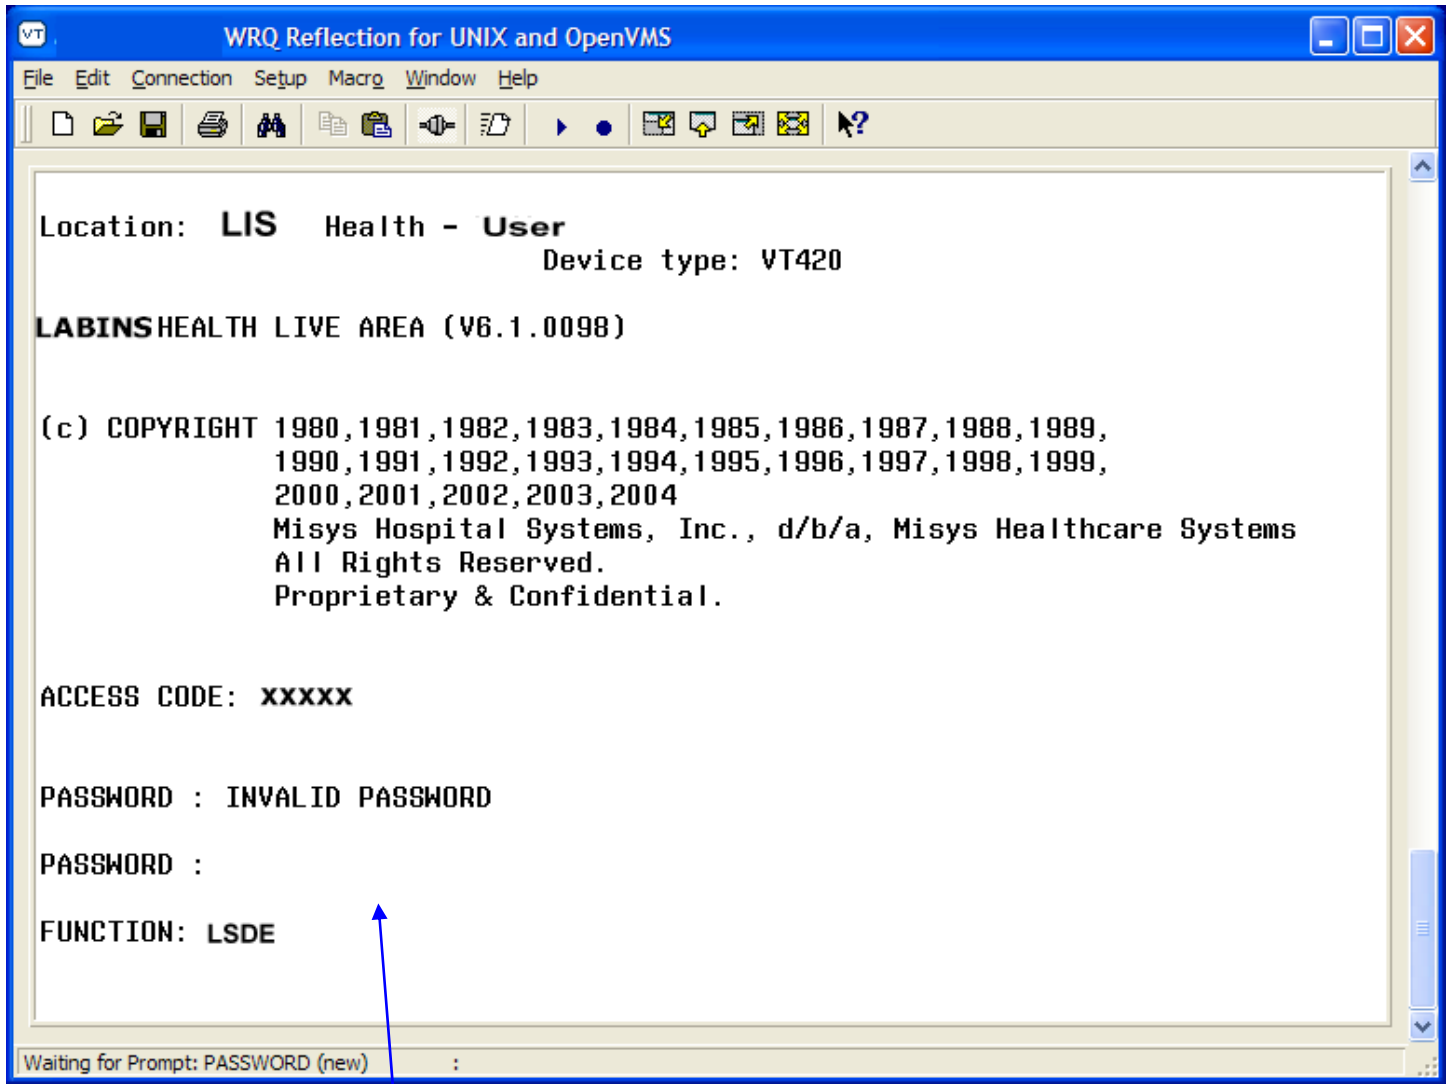 VT WRQ Reflection for UNIX and OpenVMS
File Edit Connection Setup Macro Window Help
Location: LIS Health - User
Device type: VT420
LABINS HEALTH LIVE AREA (V6.1.0098)
(c) COPYRIGHT 1980,1981,1982,1983,1984,1985,1986,1987,1988,1989,
1990,1991,1992,1993,1994,1995,1996,1997,1998,1999,
2000,2001,2002,2003,2004
Misys Hospital Systems, Inc., d/b/a, Misys Healthcare Systems
All Rights Reserved.
Proprietary & Confidential.
ACCESS CODE: xxxxx
PASSWORD : INVALID PASSWORD
PASSWORD :
FUNCTION: LSDE
Waiting for Prompt: PASSWORD (new) :